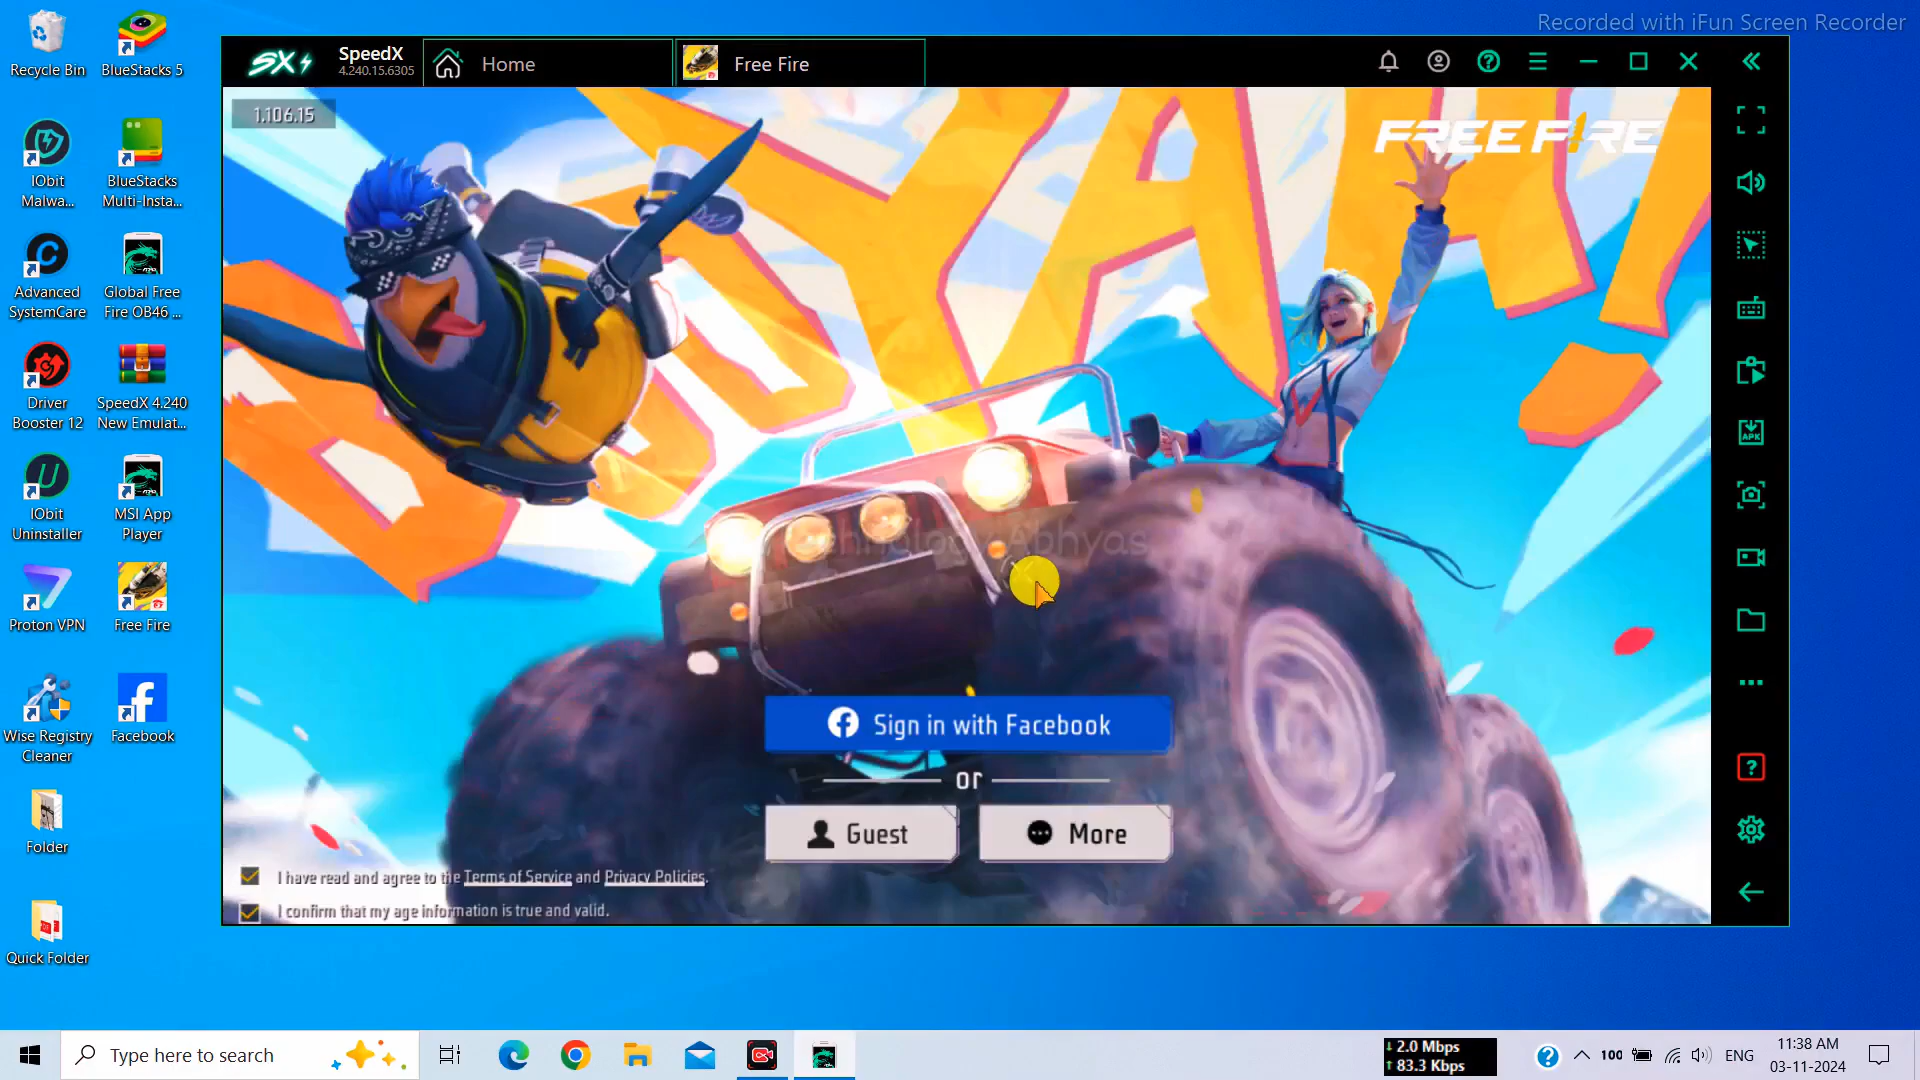 Recorded with iFun Screen Recorder
Recycle Bin
BlueStacks 5
IObit
Malwa...
BlueStacks
Multi-Insta...
Advanced
SystemCare
Global Free
Fire OB46 ...
Driver
Booster 12
SpeedX 4.240
New Emulat...
IObit
Uninstaller
MSI App
Player
Proton VPN
Free Fire
Wise Registry
Cleaner
Facebook
Folder
Quick Folder
SX
SpeedX
4.240.15.6305
Home
Free Fire
1.106.15
FREE FIRE
BOOYAH!
Technology Abhyas
Sign in with Facebook
or
Guest
More
I have read and agree to the Terms of Service and Privacy Policies.
I confirm that my age information is true and valid.
APK
Type here to search
↓ 2.0 Mbps
↑ 83.3 Kbps
100
ENG
11:38 AM
03-11-2024